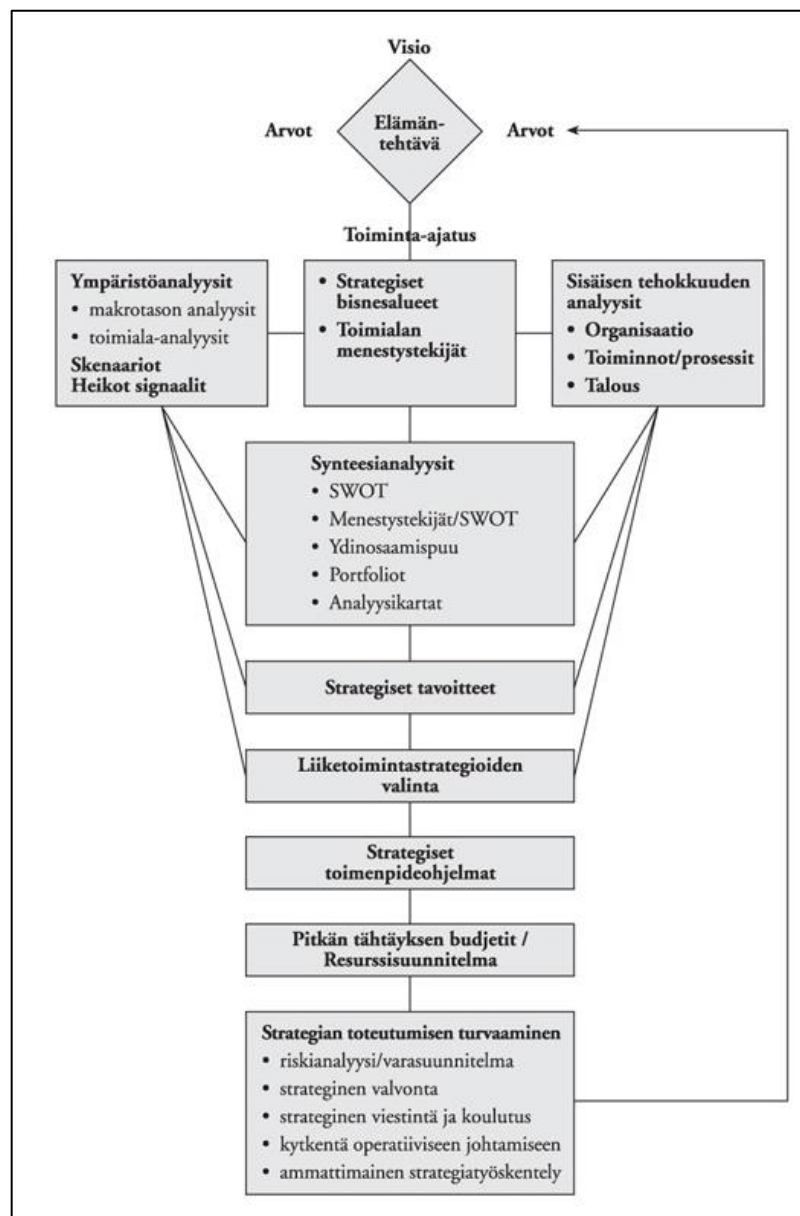 Visio
Arvot
Elämän-
tehtävä
Arvot
Toiminta-ajatus
Ympäristöanalyysit
• makrotason analyysit
• toimiala-analyysit
Skenaariot
Heikot signaalit
• Strategiset
bisnesalueet
• Toimialan
menestystekijät
Sisäisen tehokkuuden
analyysit
• Organisaatio
• Toiminnot/prosessit
• Talous
Synteesianalyysit
• SWOT
• Menestystekijät/SWOT
• Ydinosaamispuu
• Portfoliot
• Analyysikartat
Strategiset tavoitteet
Liiketoimintastrategioiden
valinta
Strategiset
toimenpideohjelmat
Pitkän tähtäyksen budjetit /
Resurssisuunnitelma
Strategian toteutumisen turvaaminen
• riskianalyysi/varasuunnitelma
• strateginen valvonta
• strateginen viestintä ja koulutus
• kytkentä operatiiviseen johtamiseen
• ammattimainen strategiatyöskentely